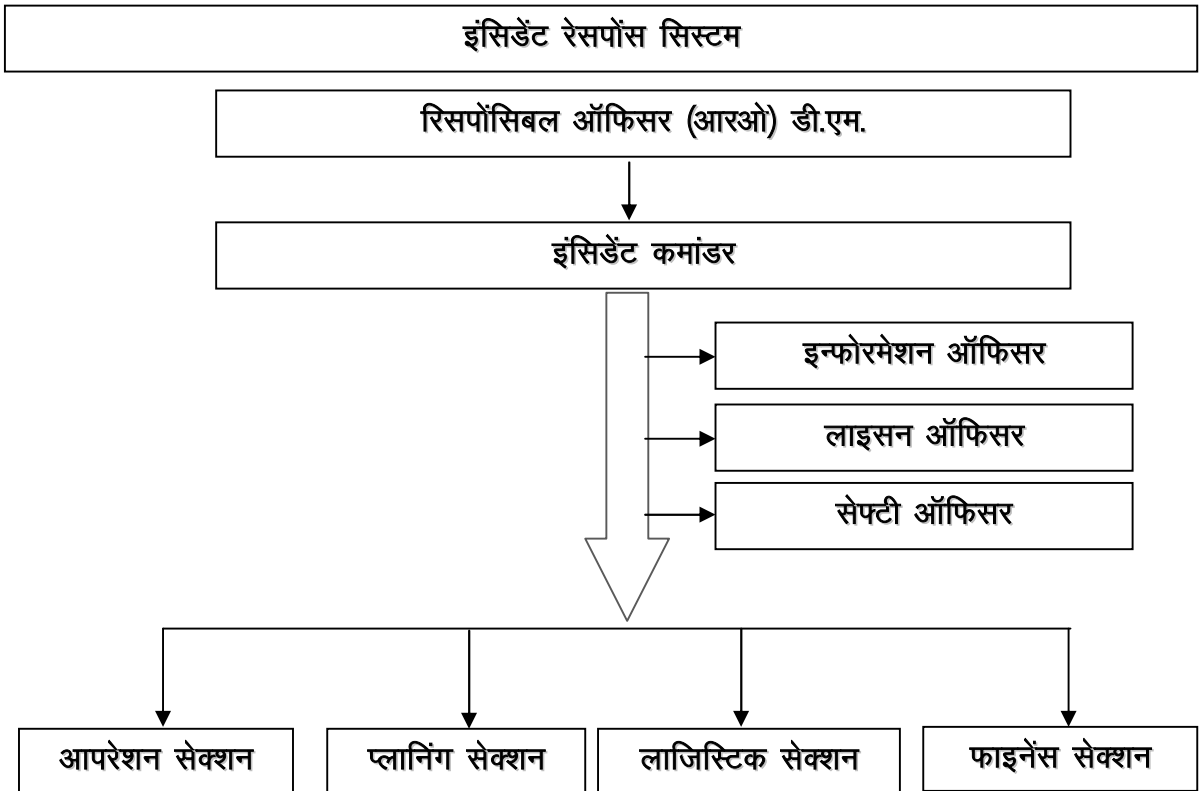 इंसिडेंट रेसपोंस सिस्टम
रिसपोंसिबल ऑफिसर (आरओ) डी.एम.
इंसिडेंट कमांडर
इन्फोरमेशन ऑफिसर
लाइसन ऑफिसर
सेफ्टी ऑफिसर
आपरेशन सेक्शन
प्लानिंग सेक्शन
लाजिस्टिक सेक्शन
फाइनेंस सेक्शन